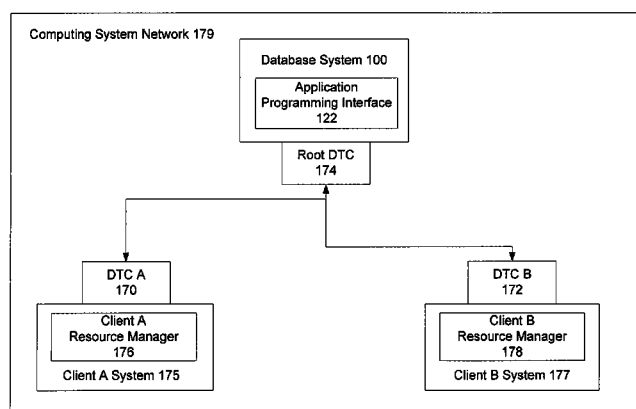 Computing System Network 179
Database System 100
Application
Programming Interface
122
Root DTC
174
DTC A
170
DTC B
172
Client A
Resource Manager
176
Client A System 175
Client B
Resource Manager
178
Client B System 177